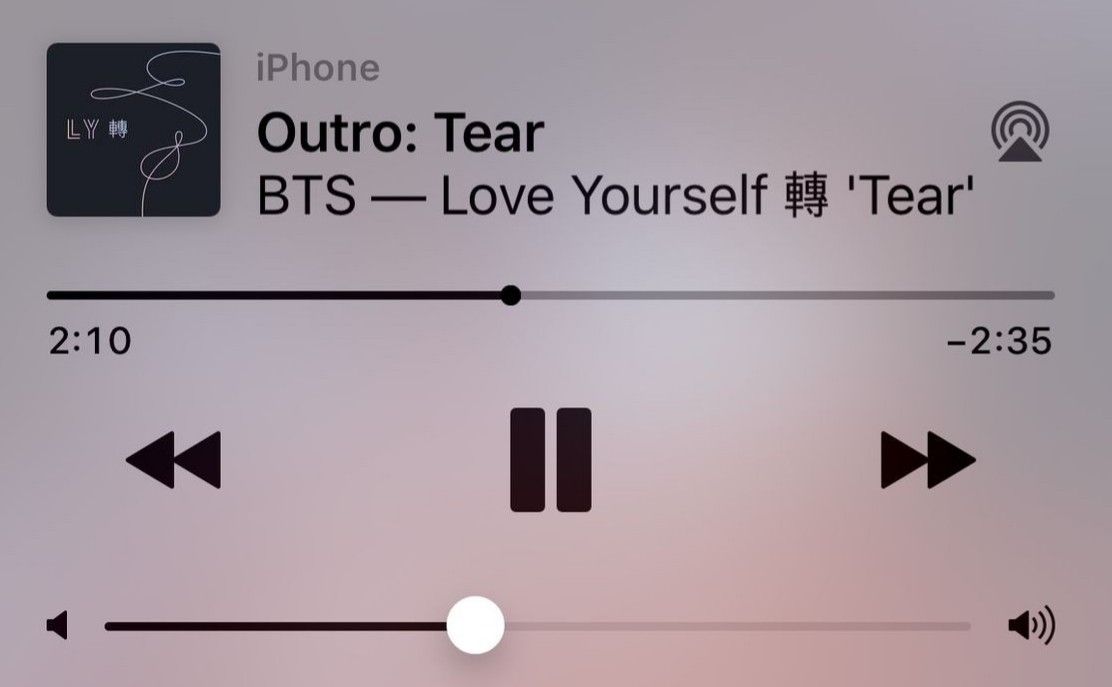 LY 轉
iPhone
Outro: Tear
BTS — Love Yourself 轉 'Tear'
2:10
−2:35